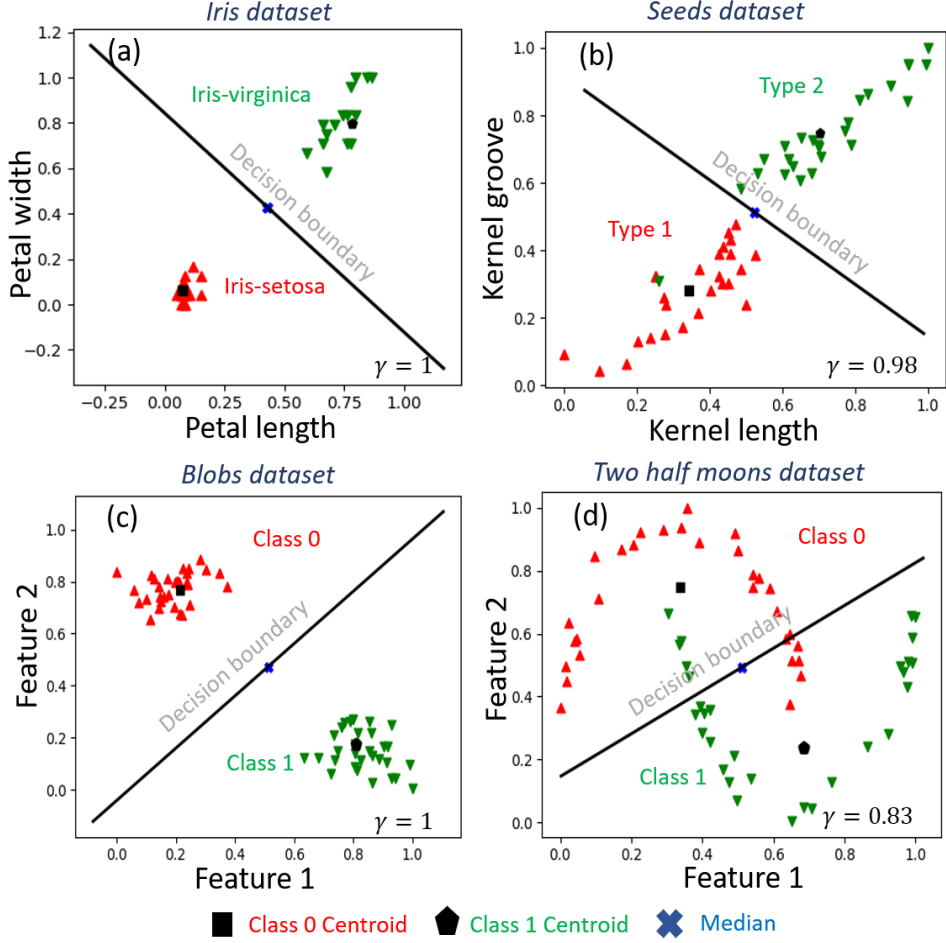 Iris dataset
(a)
Iris-virginica
Decision boundary
Iris-setosa
γ = 1
Petal width
1.2
1.0
0.8
0.6
0.4
0.2
0.0
−0.2
−0.25
0.00
0.25
0.50
0.75
1.00
Petal length
Seeds dataset
(b)
Type 2
Decision boundary
Type 1
γ = 0.98
Kernel groove
1.0
0.8
0.6
0.4
0.2
0.0
0.0
0.2
0.4
0.6
0.8
1.0
Kernel length
Blobs dataset
(c)
Class 0
Decision boundary
Class 1
γ = 1
Feature 2
1.0
0.8
0.6
0.4
0.2
0.0
0.0
0.2
0.4
0.6
0.8
1.0
Feature 1
Two half moons dataset
(d)
Class 0
Decision boundary
Class 1
γ = 0.83
Feature 2
1.0
0.8
0.6
0.4
0.2
0.0
0.0
0.2
0.4
0.6
0.8
1.0
Feature 1
Class 0 Centroid
Class 1 Centroid
Median